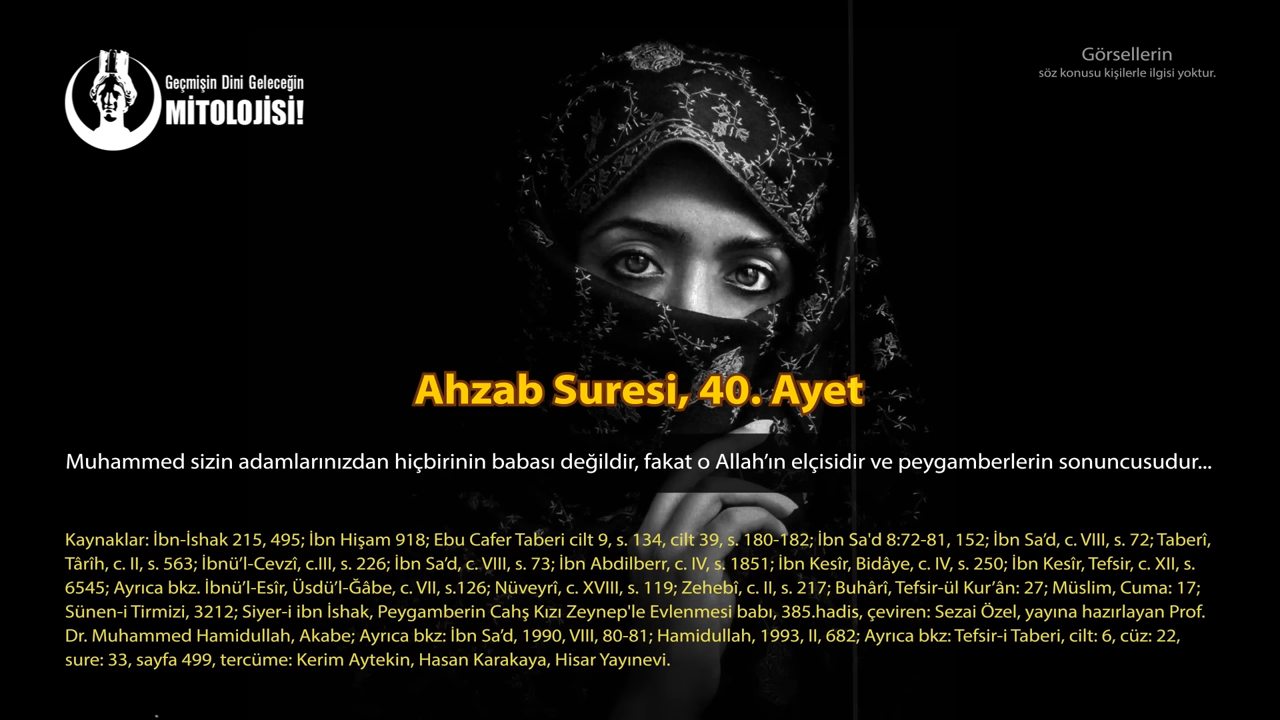 Geçmişin Dini Geleceğin
MİTOLOJİSİ!
Görsellerin
söz konusu kişilerle ilgisi yoktur.
Ahzab Suresi, 40. Ayet
Muhammed sizin adamlarınızdan hiçbirinin babası değildir, fakat o Allah’ın elçisidir ve peygamberlerin sonuncusudur...
Kaynaklar: İbn-İshak 215, 495; İbn Hişam 918; Ebu Cafer Taberi cilt 9, s. 134, cilt 39, s. 180-182; İbn Sa'd 8:72-81, 152; İbn Sa’d, c. VIII, s. 72; Taberî,
Târîh, c. II, s. 563; İbnü’l-Cevzî, c.III, s. 226; İbn Sa’d, c. VIII, s. 73; İbn Abdilberr, c. IV, s. 1851; İbn Kesîr, Bidâye, c. IV, s. 250; İbn Kesîr, Tefsir, c. XII, s.
6545; Ayrıca bkz. İbnü’l-Esîr, Üsdü’l-Ğâbe, c. VII, s.126; Nüveyrî, c. XVIII, s. 119; Zehebî, c. II, s. 217; Buhârî, Tefsir-ül Kur’ân: 27; Müslim, Cuma: 17;
Sünen-i Tirmizi, 3212; Siyer-i ibn İshak, Peygamberin Cahş Kızı Zeynep'le Evlenmesi babı, 385.hadis, çeviren: Sezai Özel, yayına hazırlayan Prof.
Dr. Muhammed Hamidullah, Akabe; Ayrıca bkz: İbn Sa’d, 1990, VIII, 80-81; Hamidullah, 1993, II, 682; Ayrıca bkz: Tefsir-i Taberi, cilt: 6, cüz: 22,
sure: 33, sayfa 499, tercüme: Kerim Aytekin, Hasan Karakaya, Hisar Yayınevi.